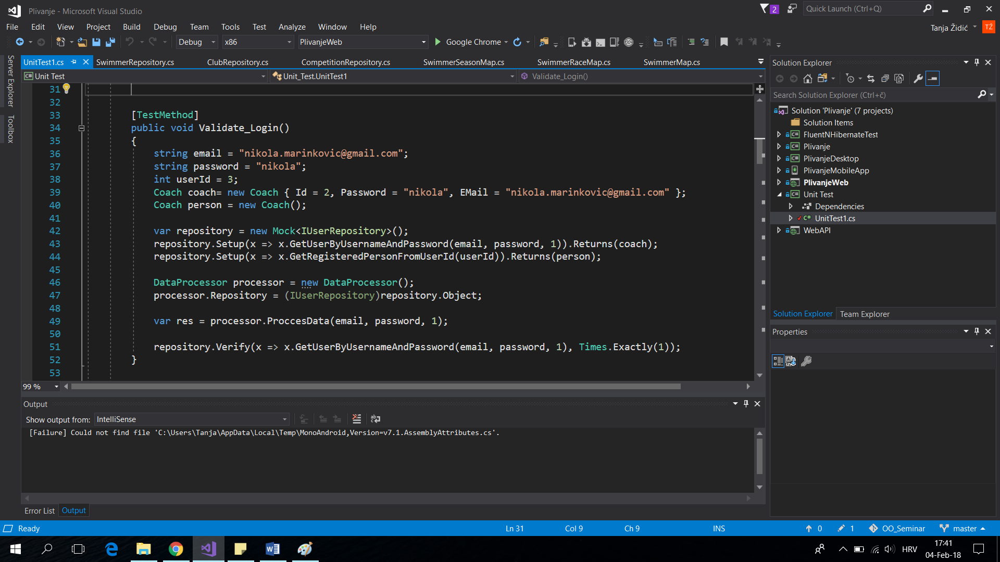 Plivanje - Microsoft Visual Studio
2
Quick Launch (Ctrl+Q)
File Edit View Project Build Debug Team Tools Test Analyze Window Help
Tanja Židić
TŽ
Debug x86 PlivanjeWeb Google Chrome
Server Explorer
Toolbox
UnitTest1.cs SwimmerRepository.cs ClubRepository.cs CompetitionRepository.cs SwimmerSeasonMap.cs SwimmerRaceMap.cs SwimmerMap.cs
Unit Test Unit_Test.UnitTest1 Validate_Login()
31
32
33 [TestMethod]
34 public void Validate_Login()
35 {
36 string email = "nikola.marinkovic@gmail.com";
37 string password = "nikola";
38 int userId = 3;
39 Coach coach= new Coach { Id = 2, Password = "nikola", EMail = "nikola.marinkovic@gmail.com" };
40 Coach person = new Coach();
41
42 var repository = new Mock<IUserRepository>();
43 repository.Setup(x => x.GetUserByUsernameAndPassword(email, password, 1)).Returns(coach);
44 repository.Setup(x => x.GetRegisteredPersonFromUserId(userId)).Returns(person);
45
46 DataProcessor processor = new DataProcessor();
47 processor.Repository = (IUserRepository)repository.Object;
48
49 var res = processor.ProccesData(email, password, 1);
50
51 repository.Verify(x => x.GetUserByUsernameAndPassword(email, password, 1), Times.Exactly(1));
52 }
53
99 %
Output
Show output from: IntelliSense
[Failure] Could not find file 'C:\Users\Tanja\AppData\Local\Temp\MonoAndroid,Version=v7.1.AssemblyAttributes.cs'.
Error List Output
Solution Explorer
Search Solution Explorer (Ctrl+č)
Solution 'Plivanje' (7 projects)
Solution Items
FluentNHibernateTest
Plivanje
PlivanjeDesktop
PlivanjeMobileApp
PlivanjeWeb
Unit Test
Dependencies
UnitTest1.cs
WebAPI
Solution Explorer Team Explorer
Properties
Ready Ln 31 Col 9 Ch 9 INS 0 1 OO_Seminar master
HRV
17:41
04-Feb-18